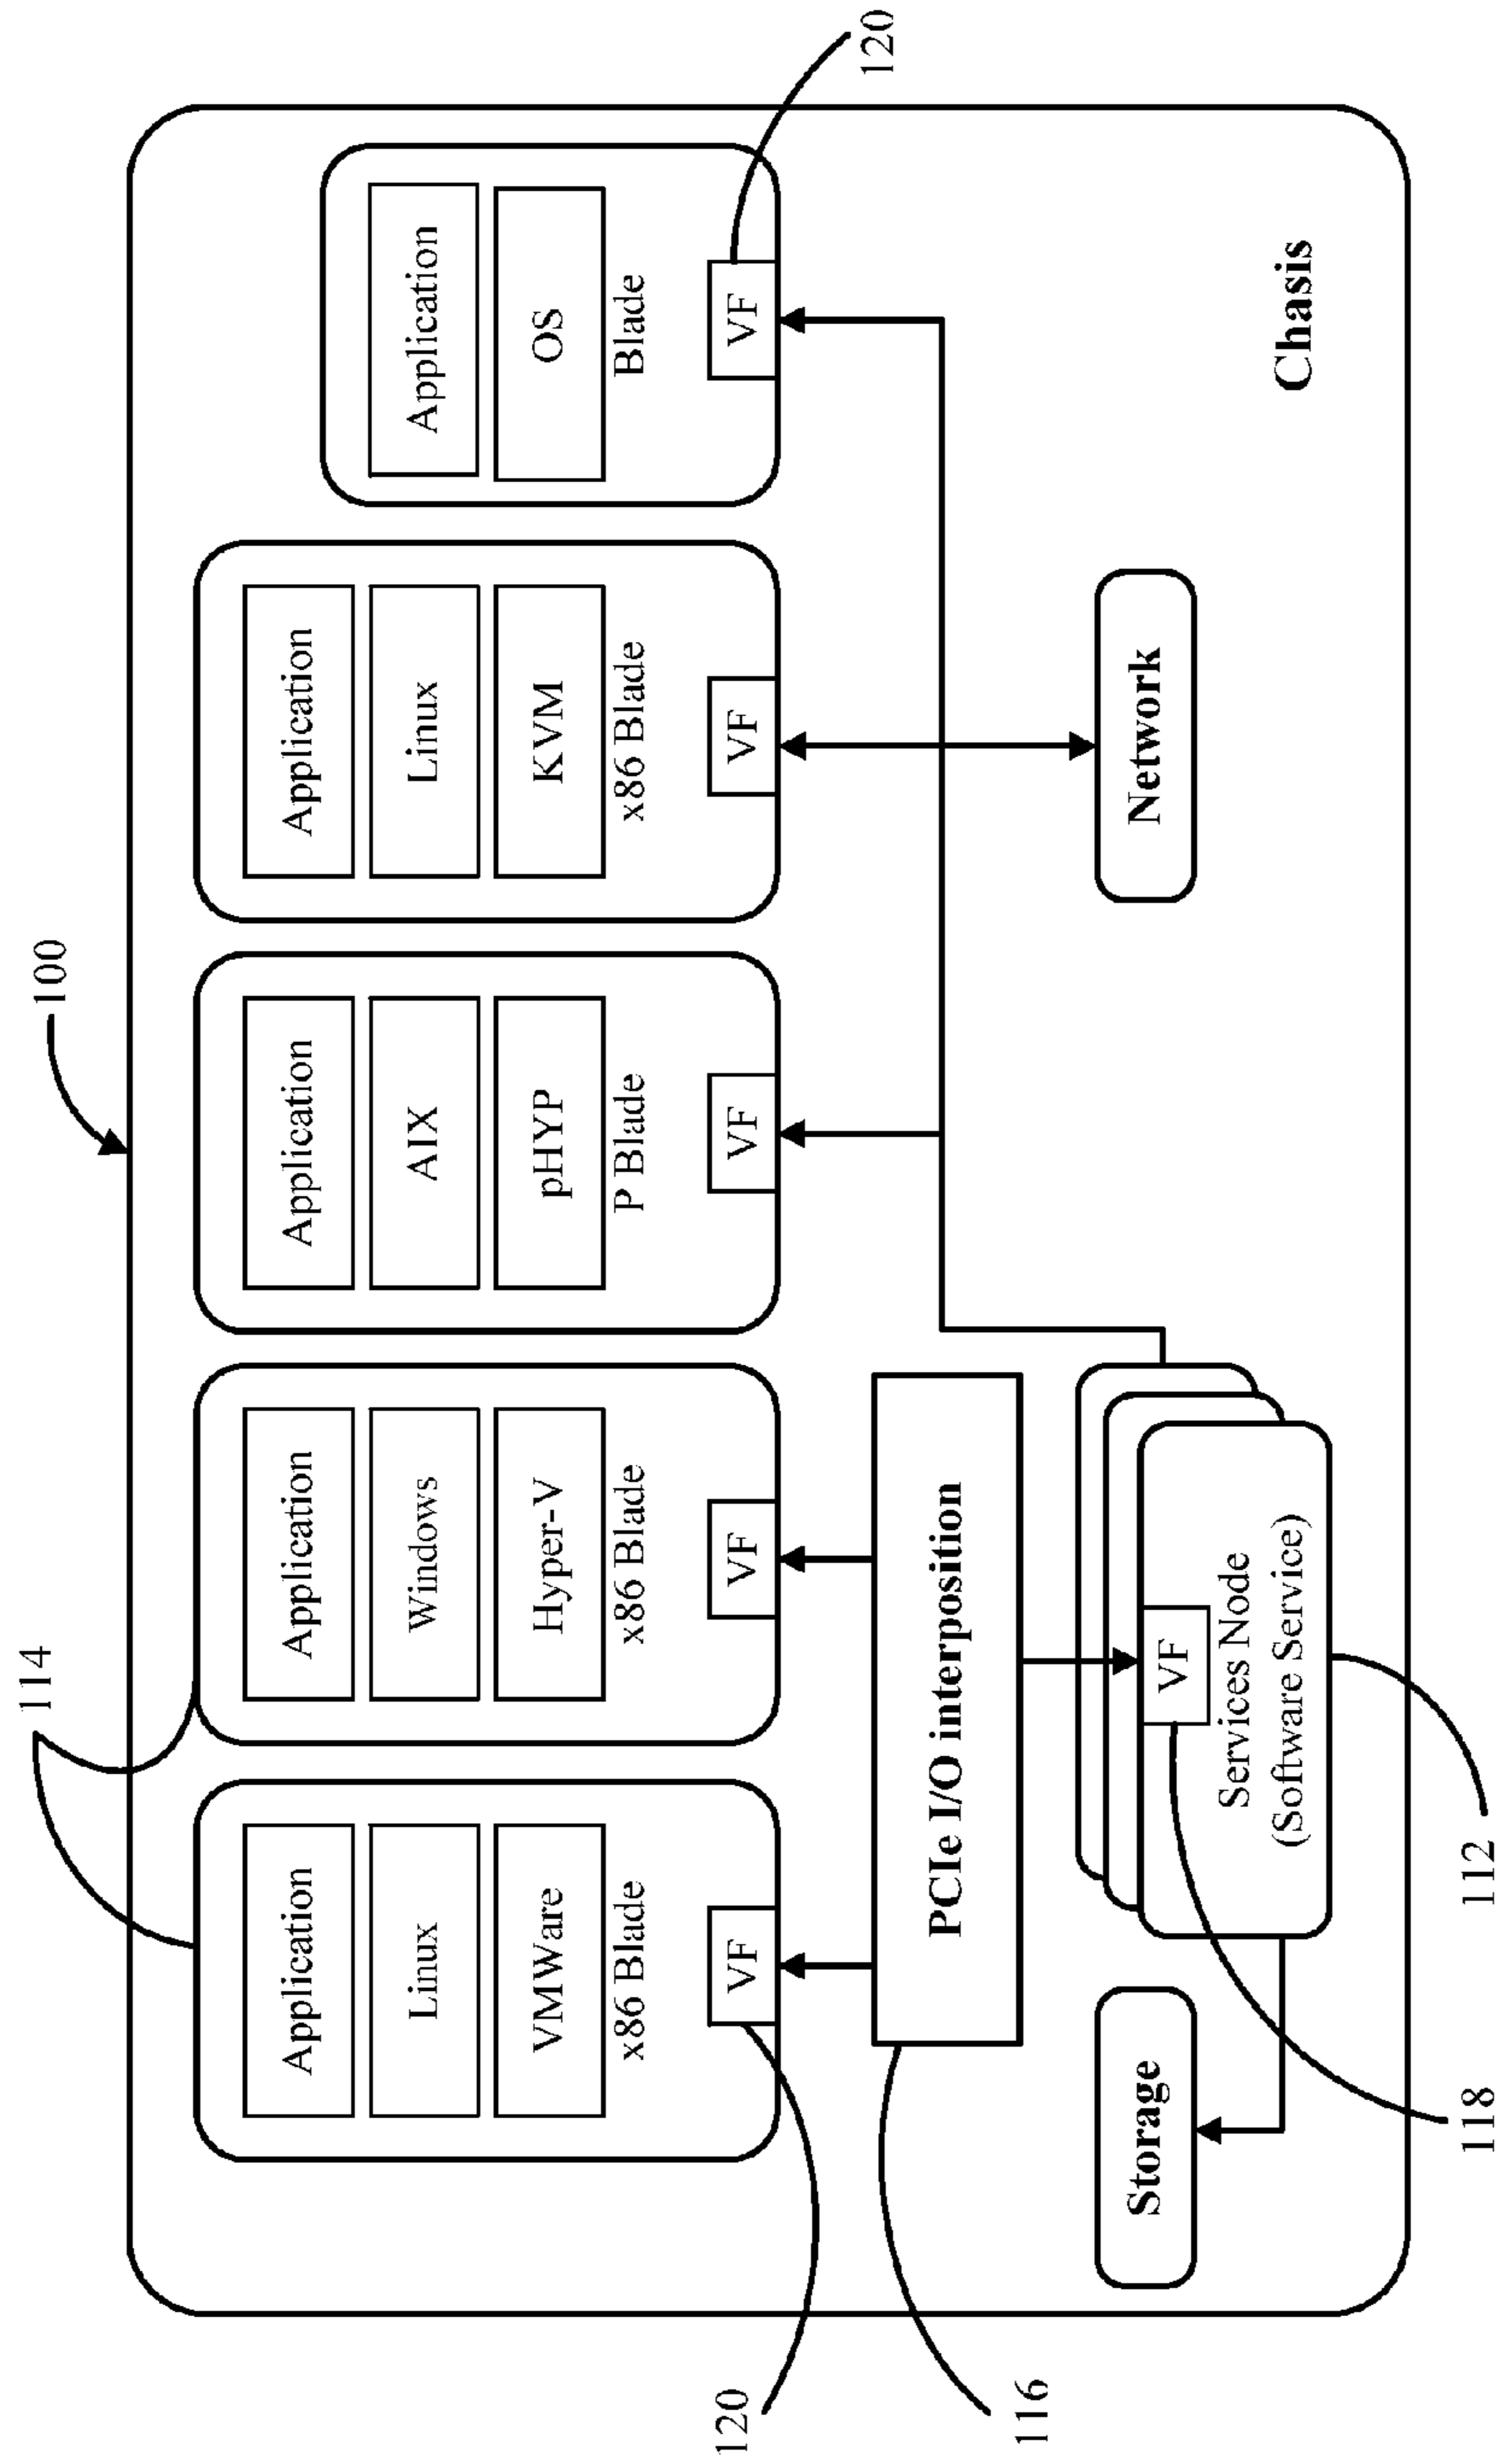 100
114
Application
Linux
VMWare
x86 Blade
VF
Application
Windows
Hyper-V
x86 Blade
VF
Application
AIX
pHYP
P Blade
VF
Application
Linux
KVM
x86 Blade
VF
Application
OS
Blade
VF
120
120
116
PCIe I/O interposition
Storage
VF
Services Node
(Software Service)
Network
Chasis
118
112